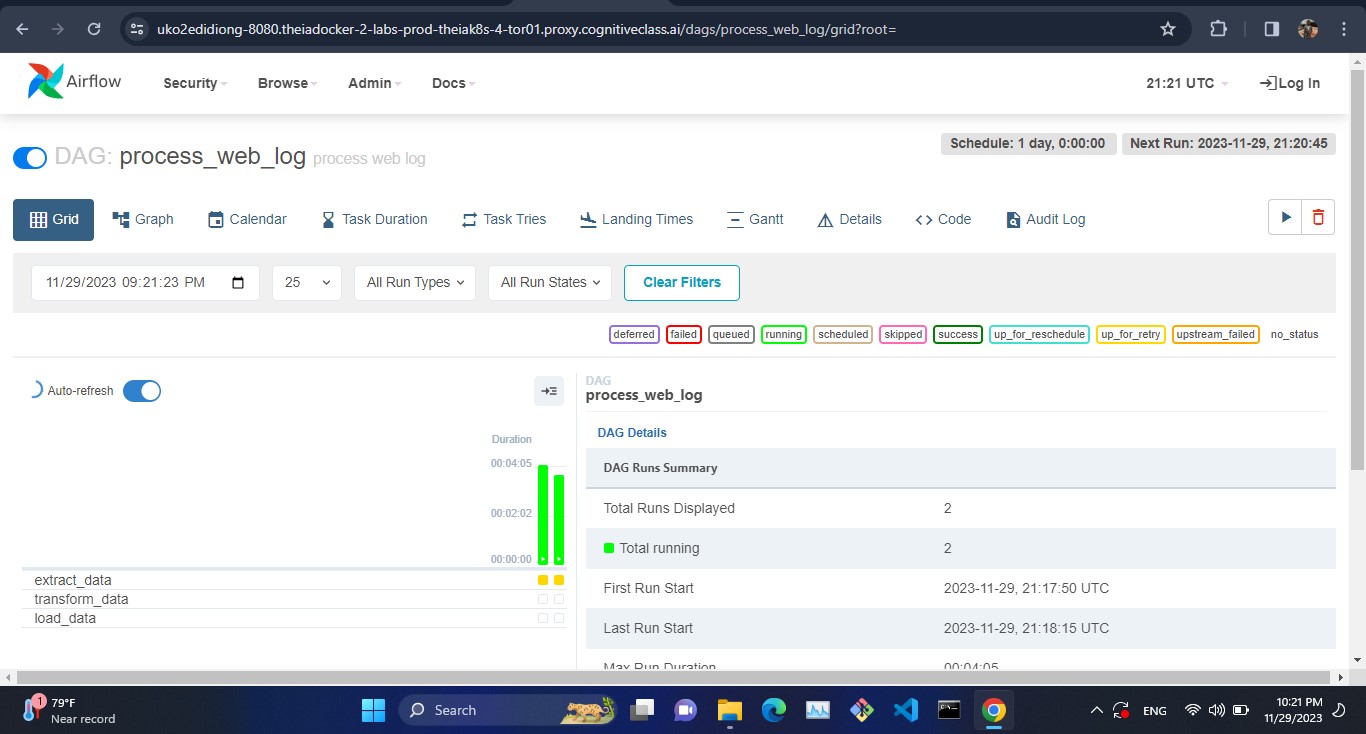 uko2edidiong-8080.theiadocker-2-labs-prod-theiak8s-4-tor01.proxy.cognitiveclass.ai/dags/process_web_log/grid?root=
Airflow Security Browse Admin Docs 21:21 UTC Log In
Schedule: 1 day, 0:00:00 Next Run: 2023-11-29, 21:20:45
DAG: process_web_log process web log
Grid Graph Calendar Task Duration Task Tries Landing Times Gantt Details Code Audit Log
11/29/2023 09:21:23 PM 25 All Run Types All Run States Clear Filters
deferred failed queued running scheduled skipped success up_for_reschedule up_for_retry upstream_failed no_status
Auto-refresh
Duration
00:04:05
00:02:02
00:00:00
extract_data
transform_data
load_data
DAG
process_web_log
DAG Details
DAG Runs Summary
Total Runs Displayed 2
Total running 2
First Run Start 2023-11-29, 21:17:50 UTC
Last Run Start 2023-11-29, 21:18:15 UTC
Max Run Duration 00:04:05
1
79°F
Near record
Search
ENG
10:21 PM
11/29/2023